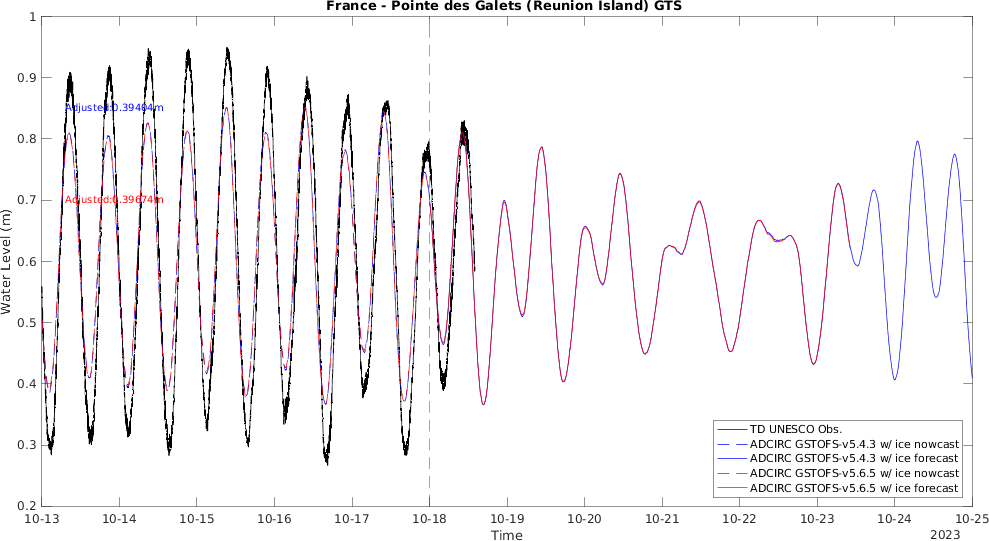 France - Pointe des Galets (Reunion Island) GTS
Water Level (m)
1
0.9
0.8
0.7
0.6
0.5
0.4
0.3
0.2
Adjusted:0.39404m
Adjusted:0.39674m
TD UNESCO Obs.
ADCIRC GSTOFS-v5.4.3 w/ ice nowcast
ADCIRC GSTOFS-v5.4.3 w/ ice forecast
ADCIRC GSTOFS-v5.6.5 w/ ice nowcast
ADCIRC GSTOFS-v5.6.5 w/ ice forecast
10-13 10-14 10-15 10-16 10-17 10-18 10-19 10-20 10-21 10-22 10-23 10-24 10-25
Time
2023